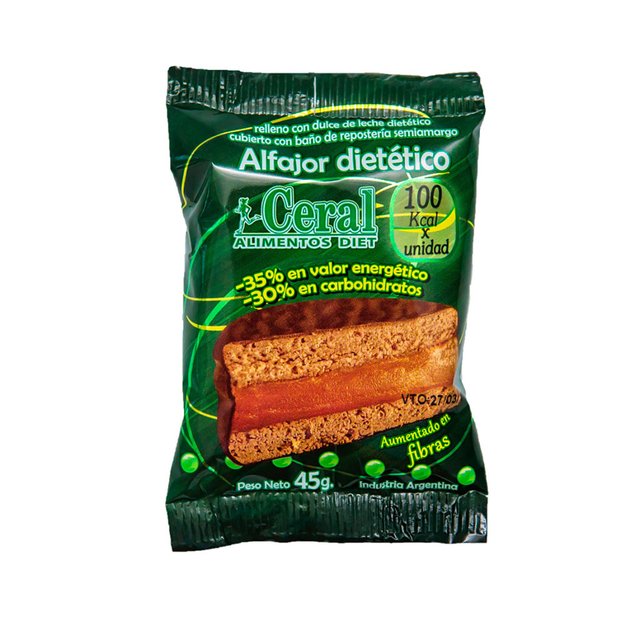 relleno con dulce de leche dietético
cubierto con baño de repostería semiamargo
Alfajor dietético
Ceral
ALIMENTOS DIET
100
Kcal
x
unidad
-35% en valor energético
-30% en carbohidratos
VTO:27/03/
Aumentado en
fibras
Peso Neto 45g.
Industria Argentina